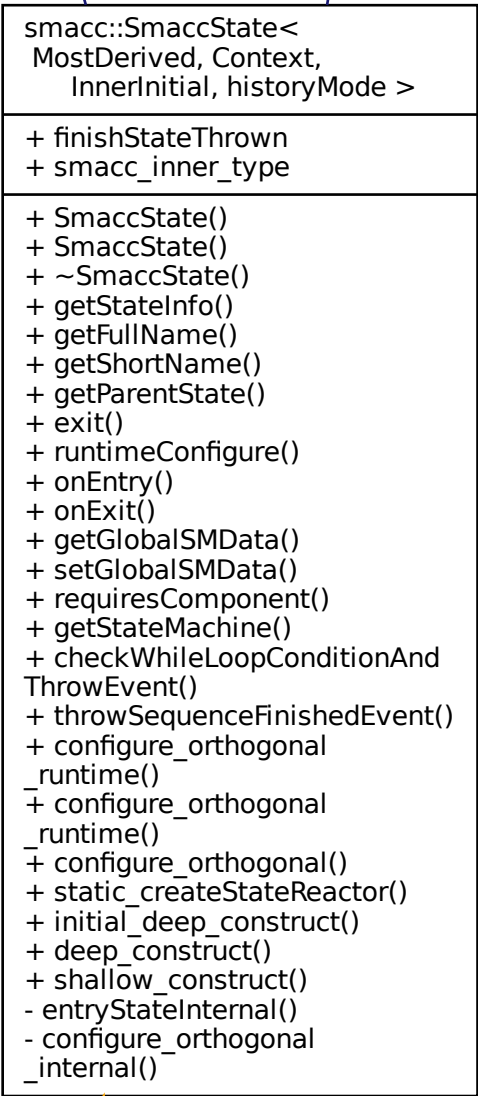 smacc::SmaccState<
MostDerived, Context,
InnerInitial, historyMode >
+ finishStateThrown
+ smacc_inner_type
+ SmaccState()
+ SmaccState()
+ ~SmaccState()
+ getStateInfo()
+ getFullName()
+ getShortName()
+ getParentState()
+ exit()
+ runtimeConfigure()
+ onEntry()
+ onExit()
+ getGlobalSMData()
+ setGlobalSMData()
+ requiresComponent()
+ getStateMachine()
+ checkWhileLoopConditionAnd
ThrowEvent()
+ throwSequenceFinishedEvent()
+ configure_orthogonal
_runtime()
+ configure_orthogonal
_runtime()
+ configure_orthogonal()
+ static_createStateReactor()
+ initial_deep_construct()
+ deep_construct()
+ shallow_construct()
- entryStateInternal()
- configure_orthogonal
_internal()